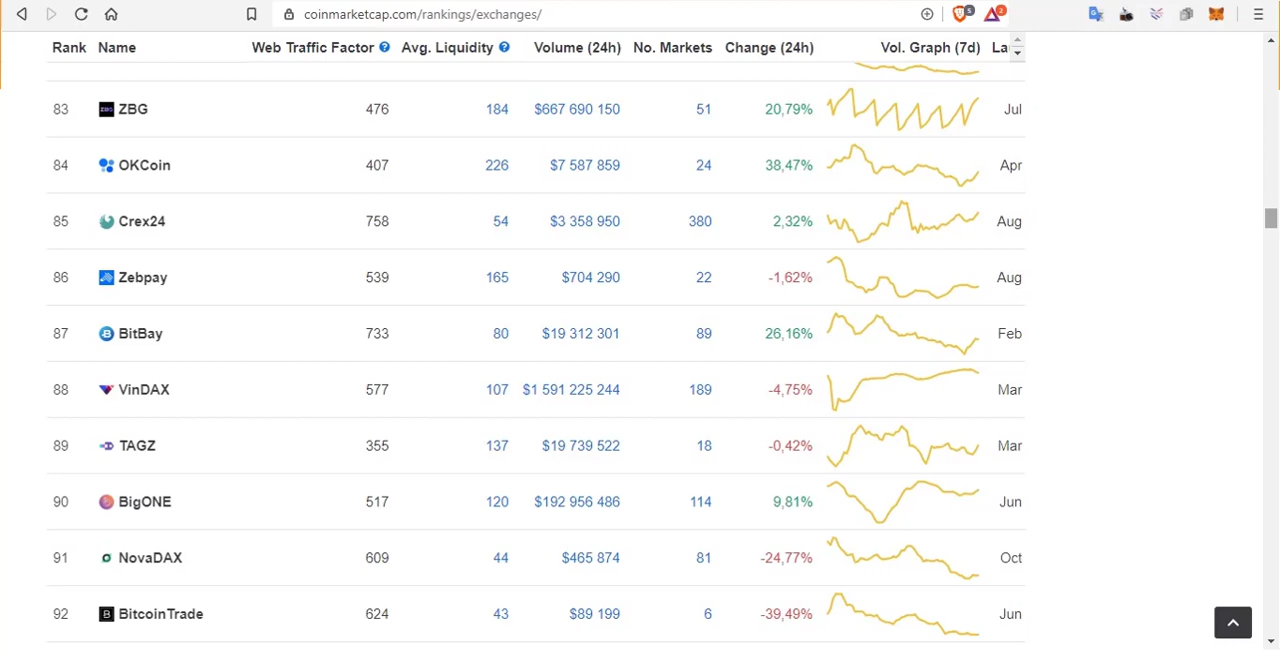 coinmarketcap.com/rankings/exchanges/
5
2
Rank Name Web Traffic Factor ? Avg. Liquidity ? Volume (24h) No. Markets Change (24h) Vol. Graph (7d) La
83 ZBG 476 184 $667 690 150 51 20,79% Jul
84 OKCoin 407 226 $7 587 859 24 38,47% Apr
85 Crex24 758 54 $3 358 950 380 2,32% Aug
86 Zebpay 539 165 $704 290 22 -1,62% Aug
87 BitBay 733 80 $19 312 301 89 26,16% Feb
88 VinDAX 577 107 $1 591 225 244 189 -4,75% Mar
89 TAGZ 355 137 $19 739 522 18 -0,42% Mar
90 BigONE 517 120 $192 956 486 114 9,81% Jun
91 NovaDAX 609 44 $465 874 81 -24,77% Oct
92 BitcoinTrade 624 43 $89 199 6 -39,49% Jun